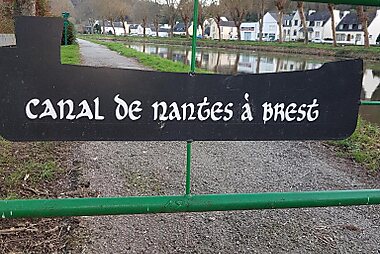 CANAL DE NANTES À BREST